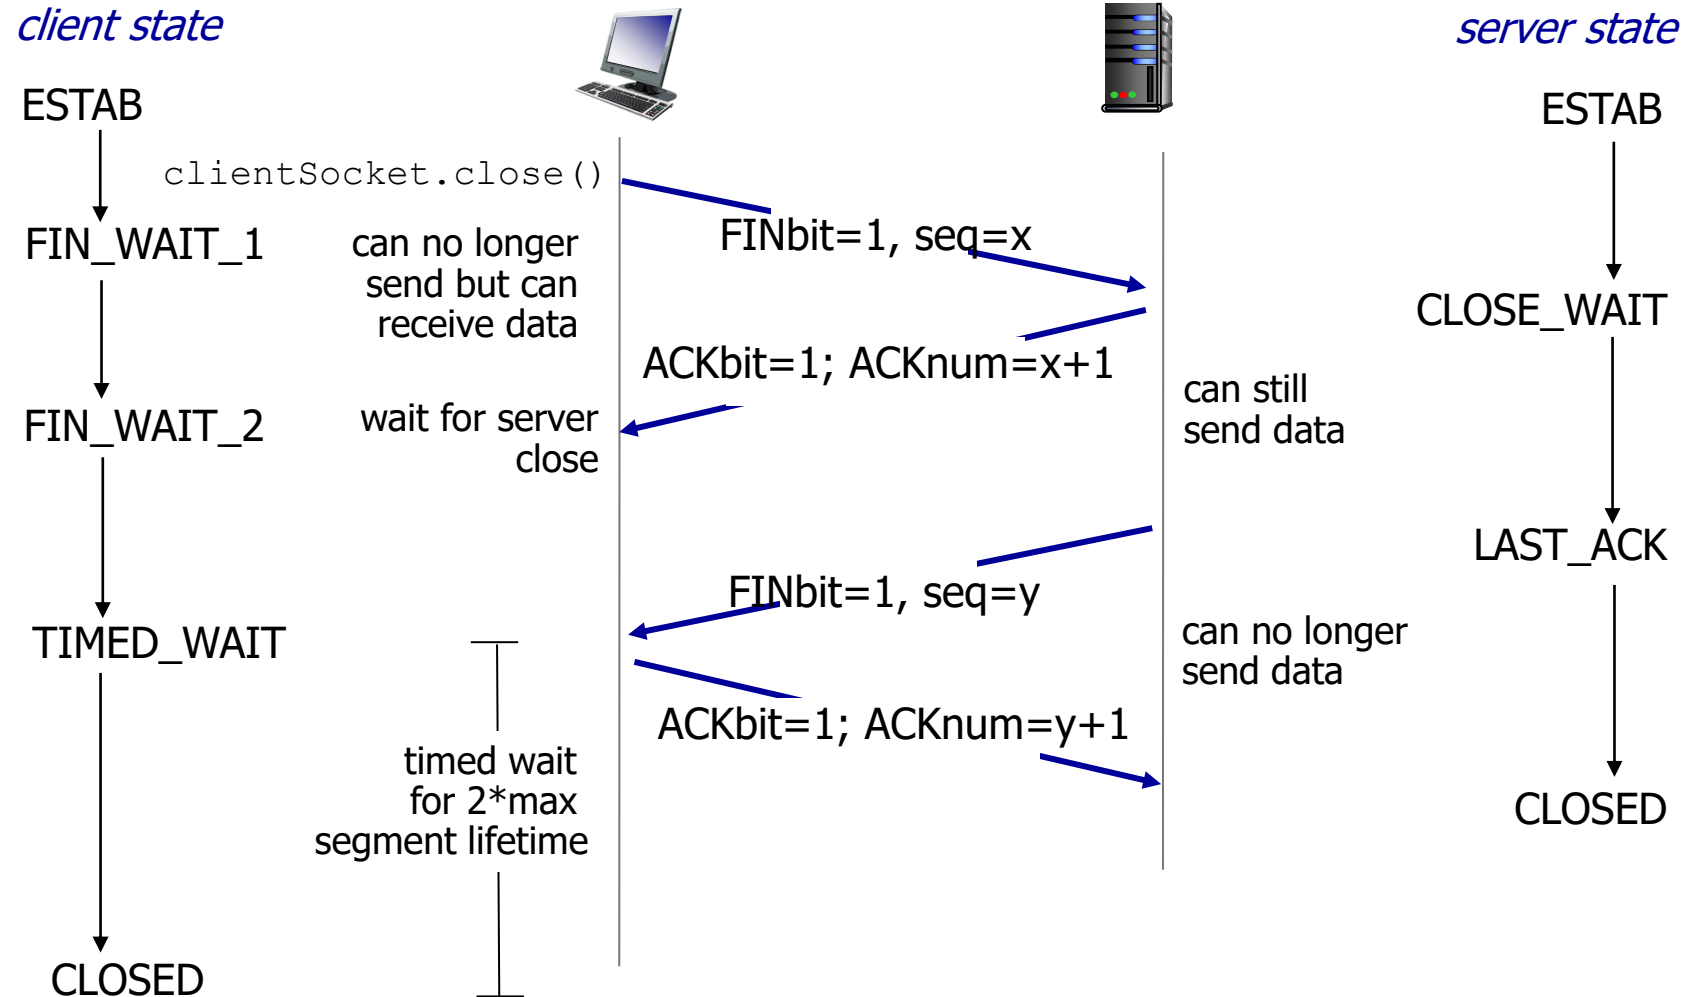 client state
server state
ESTAB
ESTAB
clientSocket.close()
FIN_WAIT_1
can no longer
send but can
receive data
FINbit=1, seq=x
CLOSE_WAIT
ACKbit=1; ACKnum=x+1
FIN_WAIT_2
wait for server
close
can still
send data
LAST_ACK
FINbit=1, seq=y
TIMED_WAIT
can no longer
send data
ACKbit=1; ACKnum=y+1
timed wait
for 2*max
segment lifetime
CLOSED
CLOSED